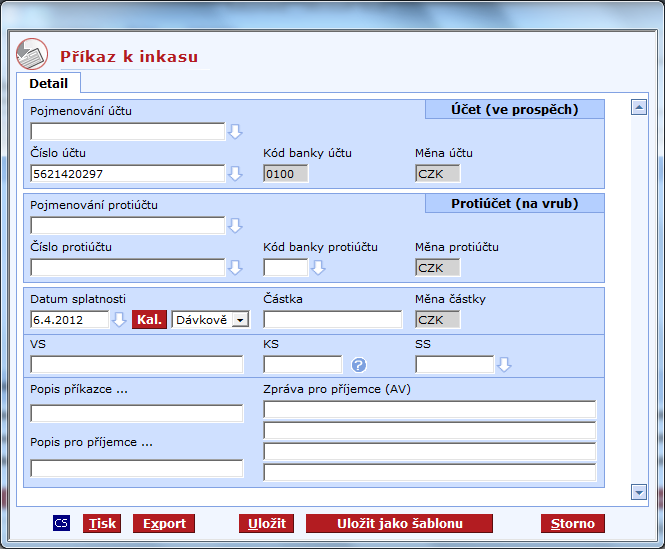 Příkaz k inkasu
Detail
Účet (ve prospěch)
Pojmenování účtu
Číslo účtu Kód banky účtu Měna účtu
5621420297 0100 CZK
Protiúčet (na vrub)
Pojmenování protiúčtu
Číslo protiúčtu Kód banky protiúčtu Měna protiúčtu
CZK
Datum splatnosti Částka Měna částky
6.4.2012 Kal. Dávkově CZK
VS KS SS
?
Popis příkazce ... Zpráva pro příjemce (AV)
Popis pro příjemce ...
CS Tisk Export Uložit Uložit jako šablonu Storno